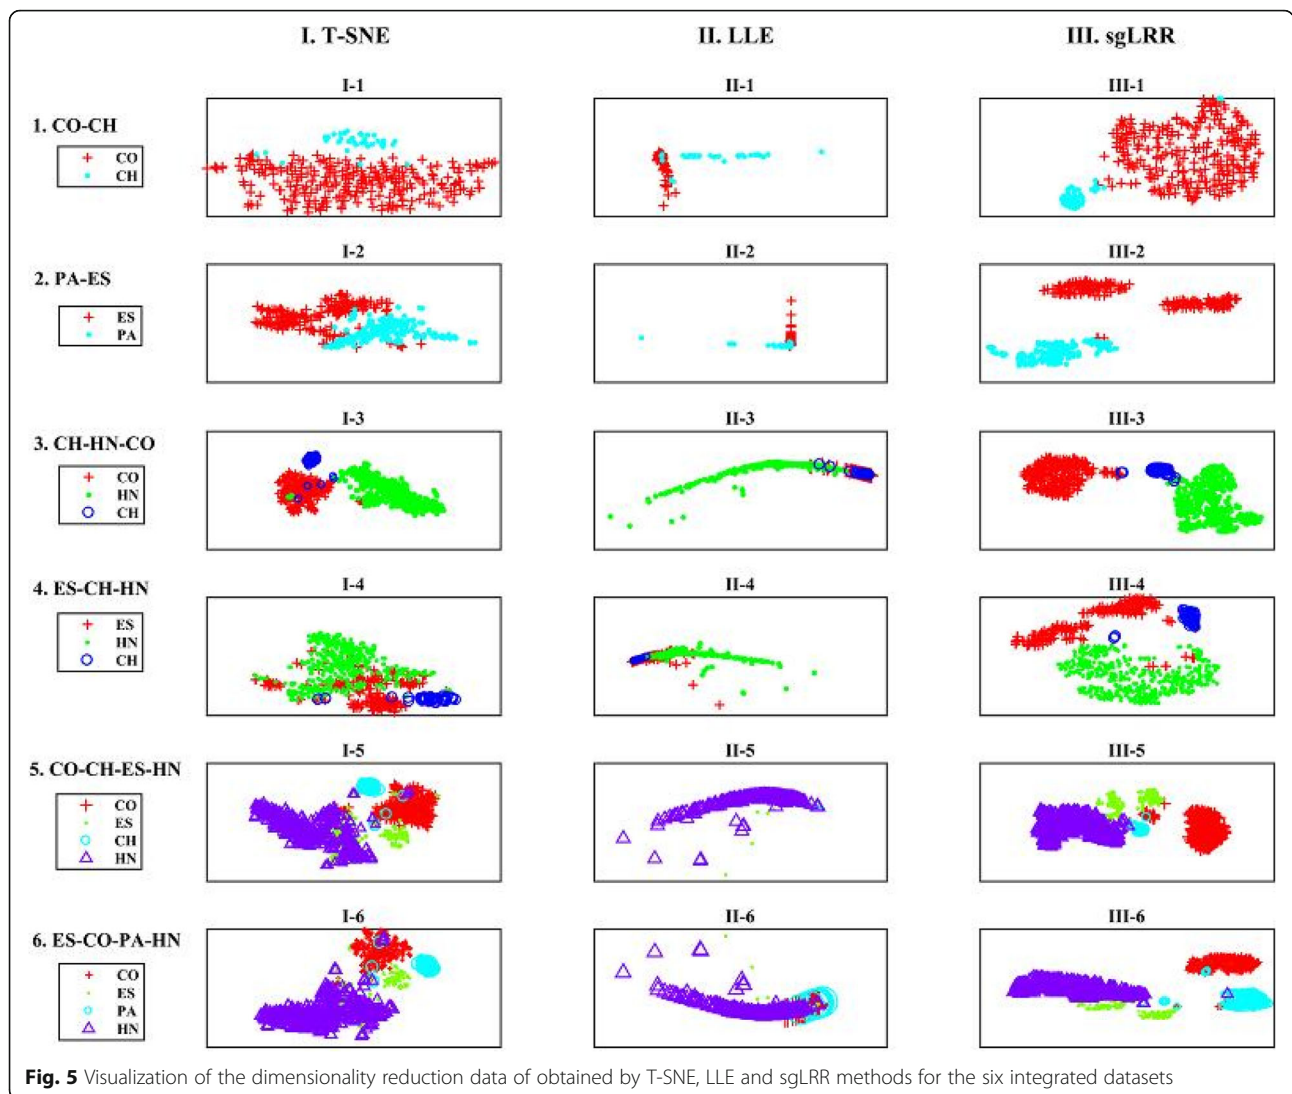 I. T-SNE
II. LLE
III. sgLRR
I-1
II-1
III-1
1. CO-CH
CO
CH
I-2
II-2
III-2
2. PA-ES
ES
PA
I-3
II-3
III-3
3. CH-HN-CO
CO
HN
CH
I-4
II-4
III-4
4. ES-CH-HN
ES
HN
CH
I-5
II-5
III-5
5. CO-CH-ES-HN
CO
ES
CH
HN
I-6
II-6
III-6
6. ES-CO-PA-HN
CO
ES
PA
HN
Fig. 5 Visualization of the dimensionality reduction data of obtained by T-SNE, LLE and sgLRR methods for the six integrated datasets